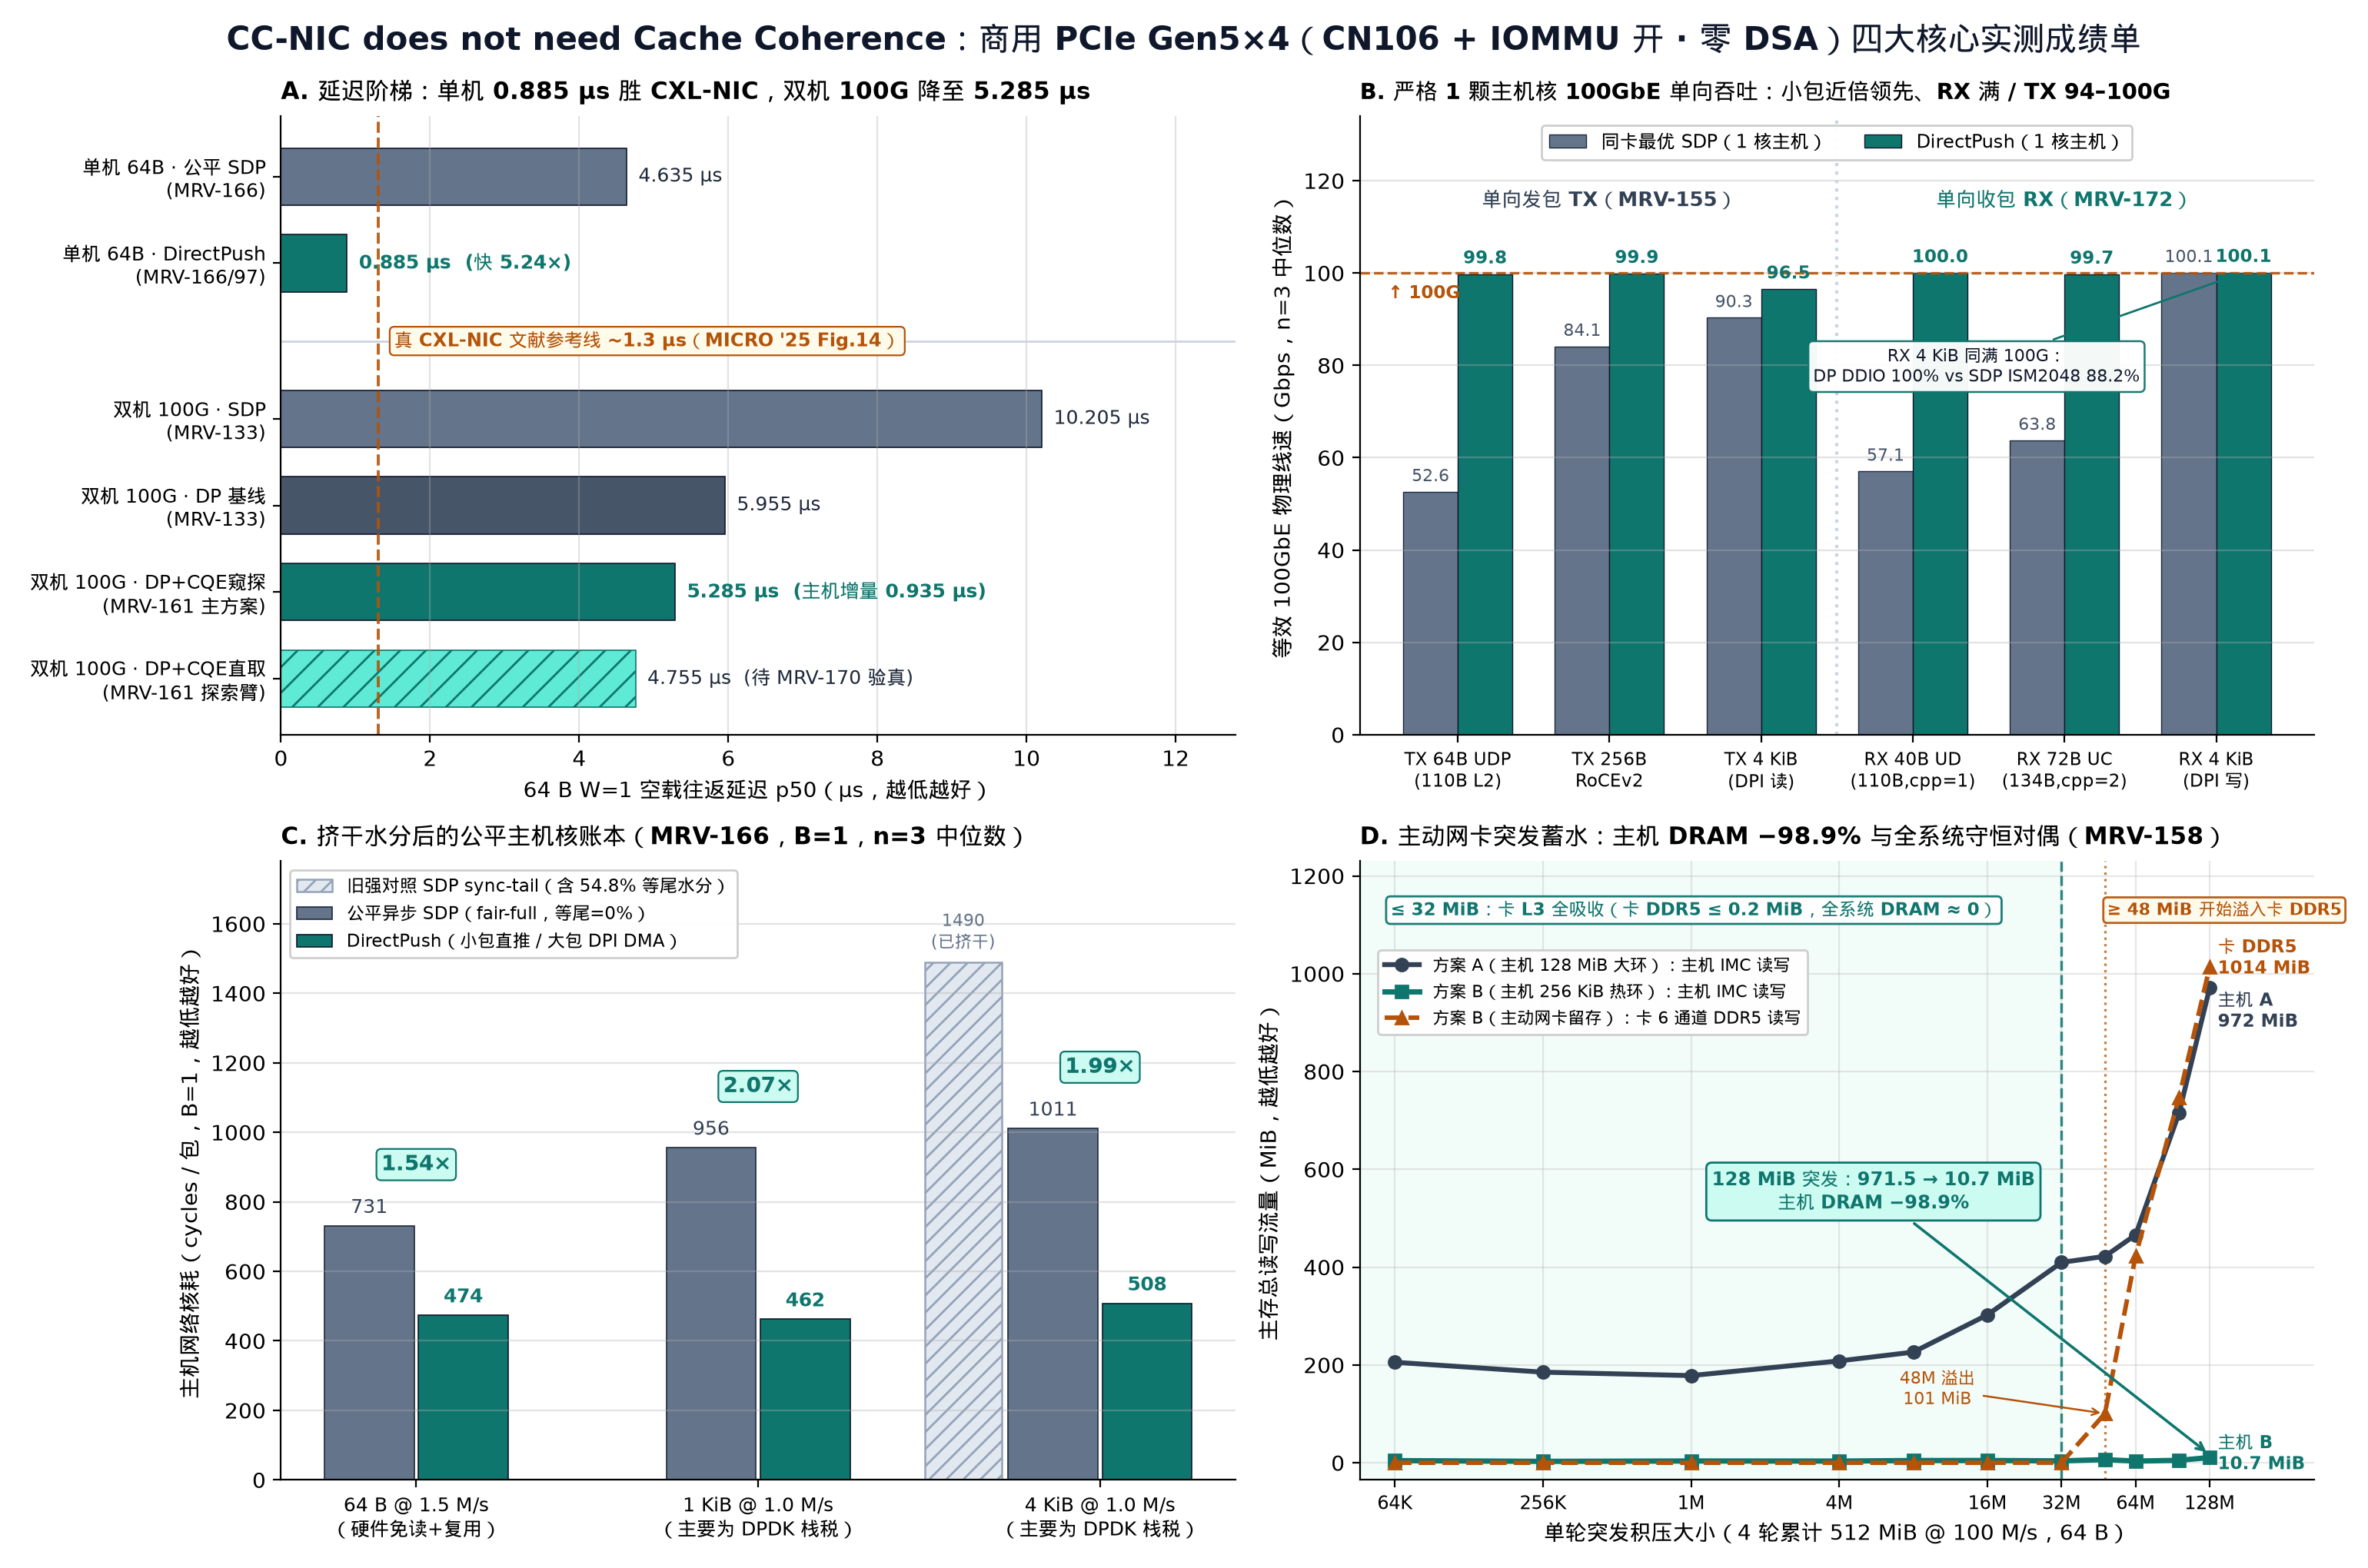 CC-NIC does not need Cache Coherence：商用 PCIe Gen5×4（CN106 + IOMMU 开 · 零 DSA）四大核心实测成绩单
A. 延迟阶梯：单机 0.885 µs 胜 CXL-NIC，双机 100G 降至 5.285 µs
单机 64B · 公平 SDP
(MRV-166)
4.635 µs
单机 64B · DirectPush
(MRV-166/97)
0.885 µs (快 5.24×)
真 CXL-NIC 文献参考线 ~1.3 µs（MICRO '25 Fig.14）
双机 100G · SDP
(MRV-133)
10.205 µs
双机 100G · DP 基线
(MRV-133)
5.955 µs
双机 100G · DP+CQE窥探
(MRV-161 主方案)
5.285 µs (主机增量 0.935 µs)
双机 100G · DP+CQE直取
(MRV-161 探索臂)
4.755 µs (待 MRV-170 验真)
0 2 4 6 8 10 12
64 B W=1 空载往返延迟 p50（µs，越低越好）
B. 严格 1 颗主机核 100GbE 单向吞吐：小包近倍领先、RX 满 / TX 94–100G
同卡最优 SDP（1 核主机） DirectPush（1 核主机）
单向发包 TX（MRV-155） 单向收包 RX（MRV-172）
等效 100GbE 物理线速（Gbps，n=3 中位数）
120
100
80
60
40
20
0
↑ 100G
52.6 99.8 84.1 99.9 90.3 96.5 57.1 100.0 63.8 99.7 100.1 100.1
RX 4 KiB 同满 100G：
DP DDIO 100% vs SDP ISM2048 88.2%
TX 64B UDP
(110B L2)
TX 256B
RoCEv2
TX 4 KiB
(DPI 读)
RX 40B UD
(110B,cpp=1)
RX 72B UC
(134B,cpp=2)
RX 4 KiB
(DPI 写)
C. 挤干水分后的公平主机核账本（MRV-166，B=1，n=3 中位数）
旧强对照 SDP sync-tail（含 54.8% 等尾水分）
公平异步 SDP（fair-full，等尾=0%）
DirectPush（小包直推 / 大包 DPI DMA）
主机网络核耗（cycles / 包，B=1，越低越好）
1600
1400
1200
1000
800
600
400
200
0
1.54×
731
474
2.07×
956
462
1490
(已挤干)
1.99×
1011
508
64 B @ 1.5 M/s
（硬件免读+复用）
1 KiB @ 1.0 M/s
（主要为 DPDK 栈税）
4 KiB @ 1.0 M/s
（主要为 DPDK 栈税）
D. 主动网卡突发蓄水：主机 DRAM −98.9% 与全系统守恒对偶（MRV-158）
≤ 32 MiB：卡 L3 全吸收（卡 DDR5 ≤ 0.2 MiB，全系统 DRAM ≈ 0）
≥ 48 MiB 开始溢入卡 DDR5
方案 A（主机 128 MiB 大环）：主机 IMC 读写
方案 B（主机 256 KiB 热环）：主机 IMC 读写
方案 B（主动网卡留存）：卡 6 通道 DDR5 读写
卡 DDR5
1014 MiB
主机 A
972 MiB
128 MiB 突发：971.5 → 10.7 MiB
主机 DRAM −98.9%
48M 溢出
101 MiB
主机 B
10.7 MiB
主存总读写流量（MiB，越低越好）
1200
1000
800
600
400
200
0
64K 256K 1M 4M 16M 32M 64M 128M
单轮突发积压大小（4 轮累计 512 MiB @ 100 M/s，64 B）